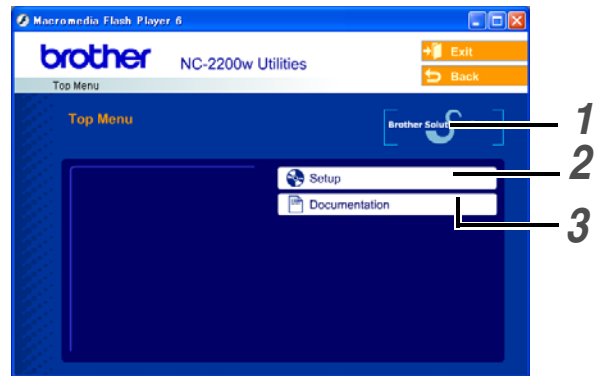 Macromedia Flash Player 6
brother
NC-2200w Utilities
Exit
Back
Top Menu
Top Menu
Brother Solut
1
Setup
2
Documentation
3